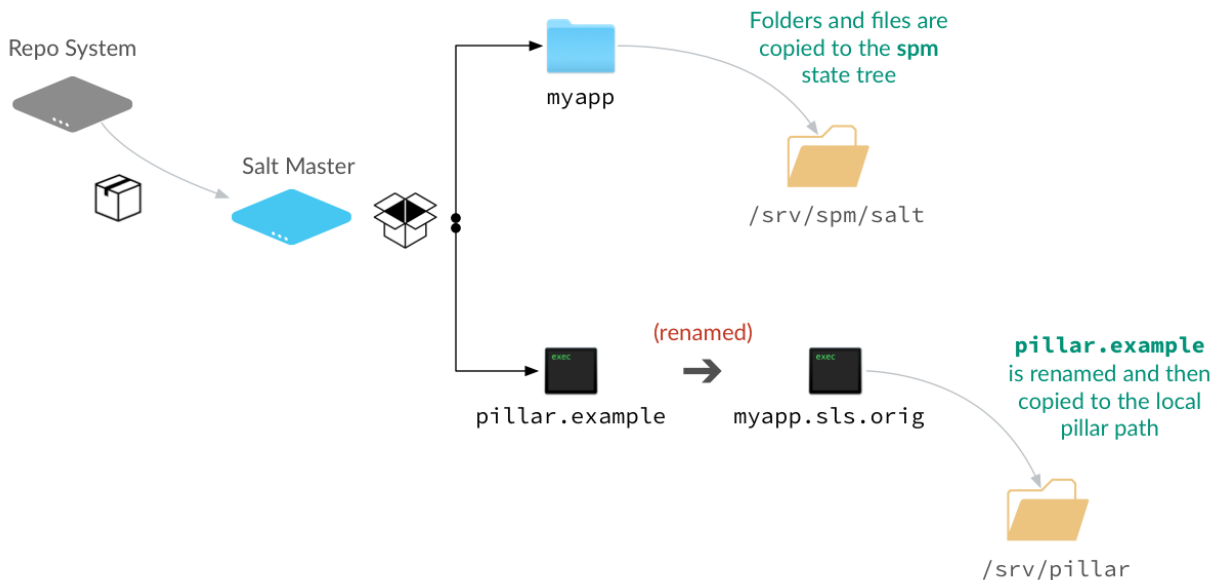 Repo System
Salt Master
myapp
Folders and files are
copied to the spm
state tree
/srv/spm/salt
exec
pillar.example
(renamed)
exec
myapp.sls.orig
pillar.example
is renamed and then
copied to the local
pillar path
/srv/pillar